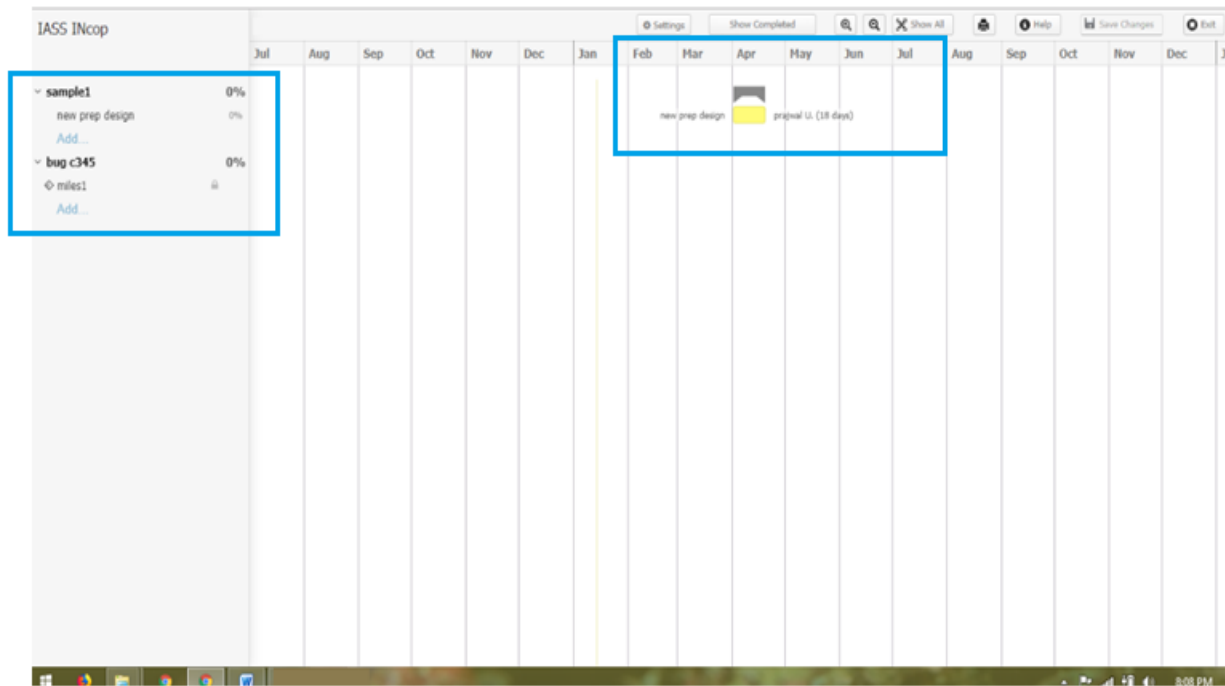 IASS INcop
Settings Show Completed Show All Help Save Changes Exit
Jul Aug Sep Oct Nov Dec Jan Feb Mar Apr May Jun Jul Aug Sep Oct Nov Dec J
sample1 0%
new prep design 0%
new prep design prajwal U. (18 days)
Add...
bug c345 0%
miles1
Add...
8:08 PM